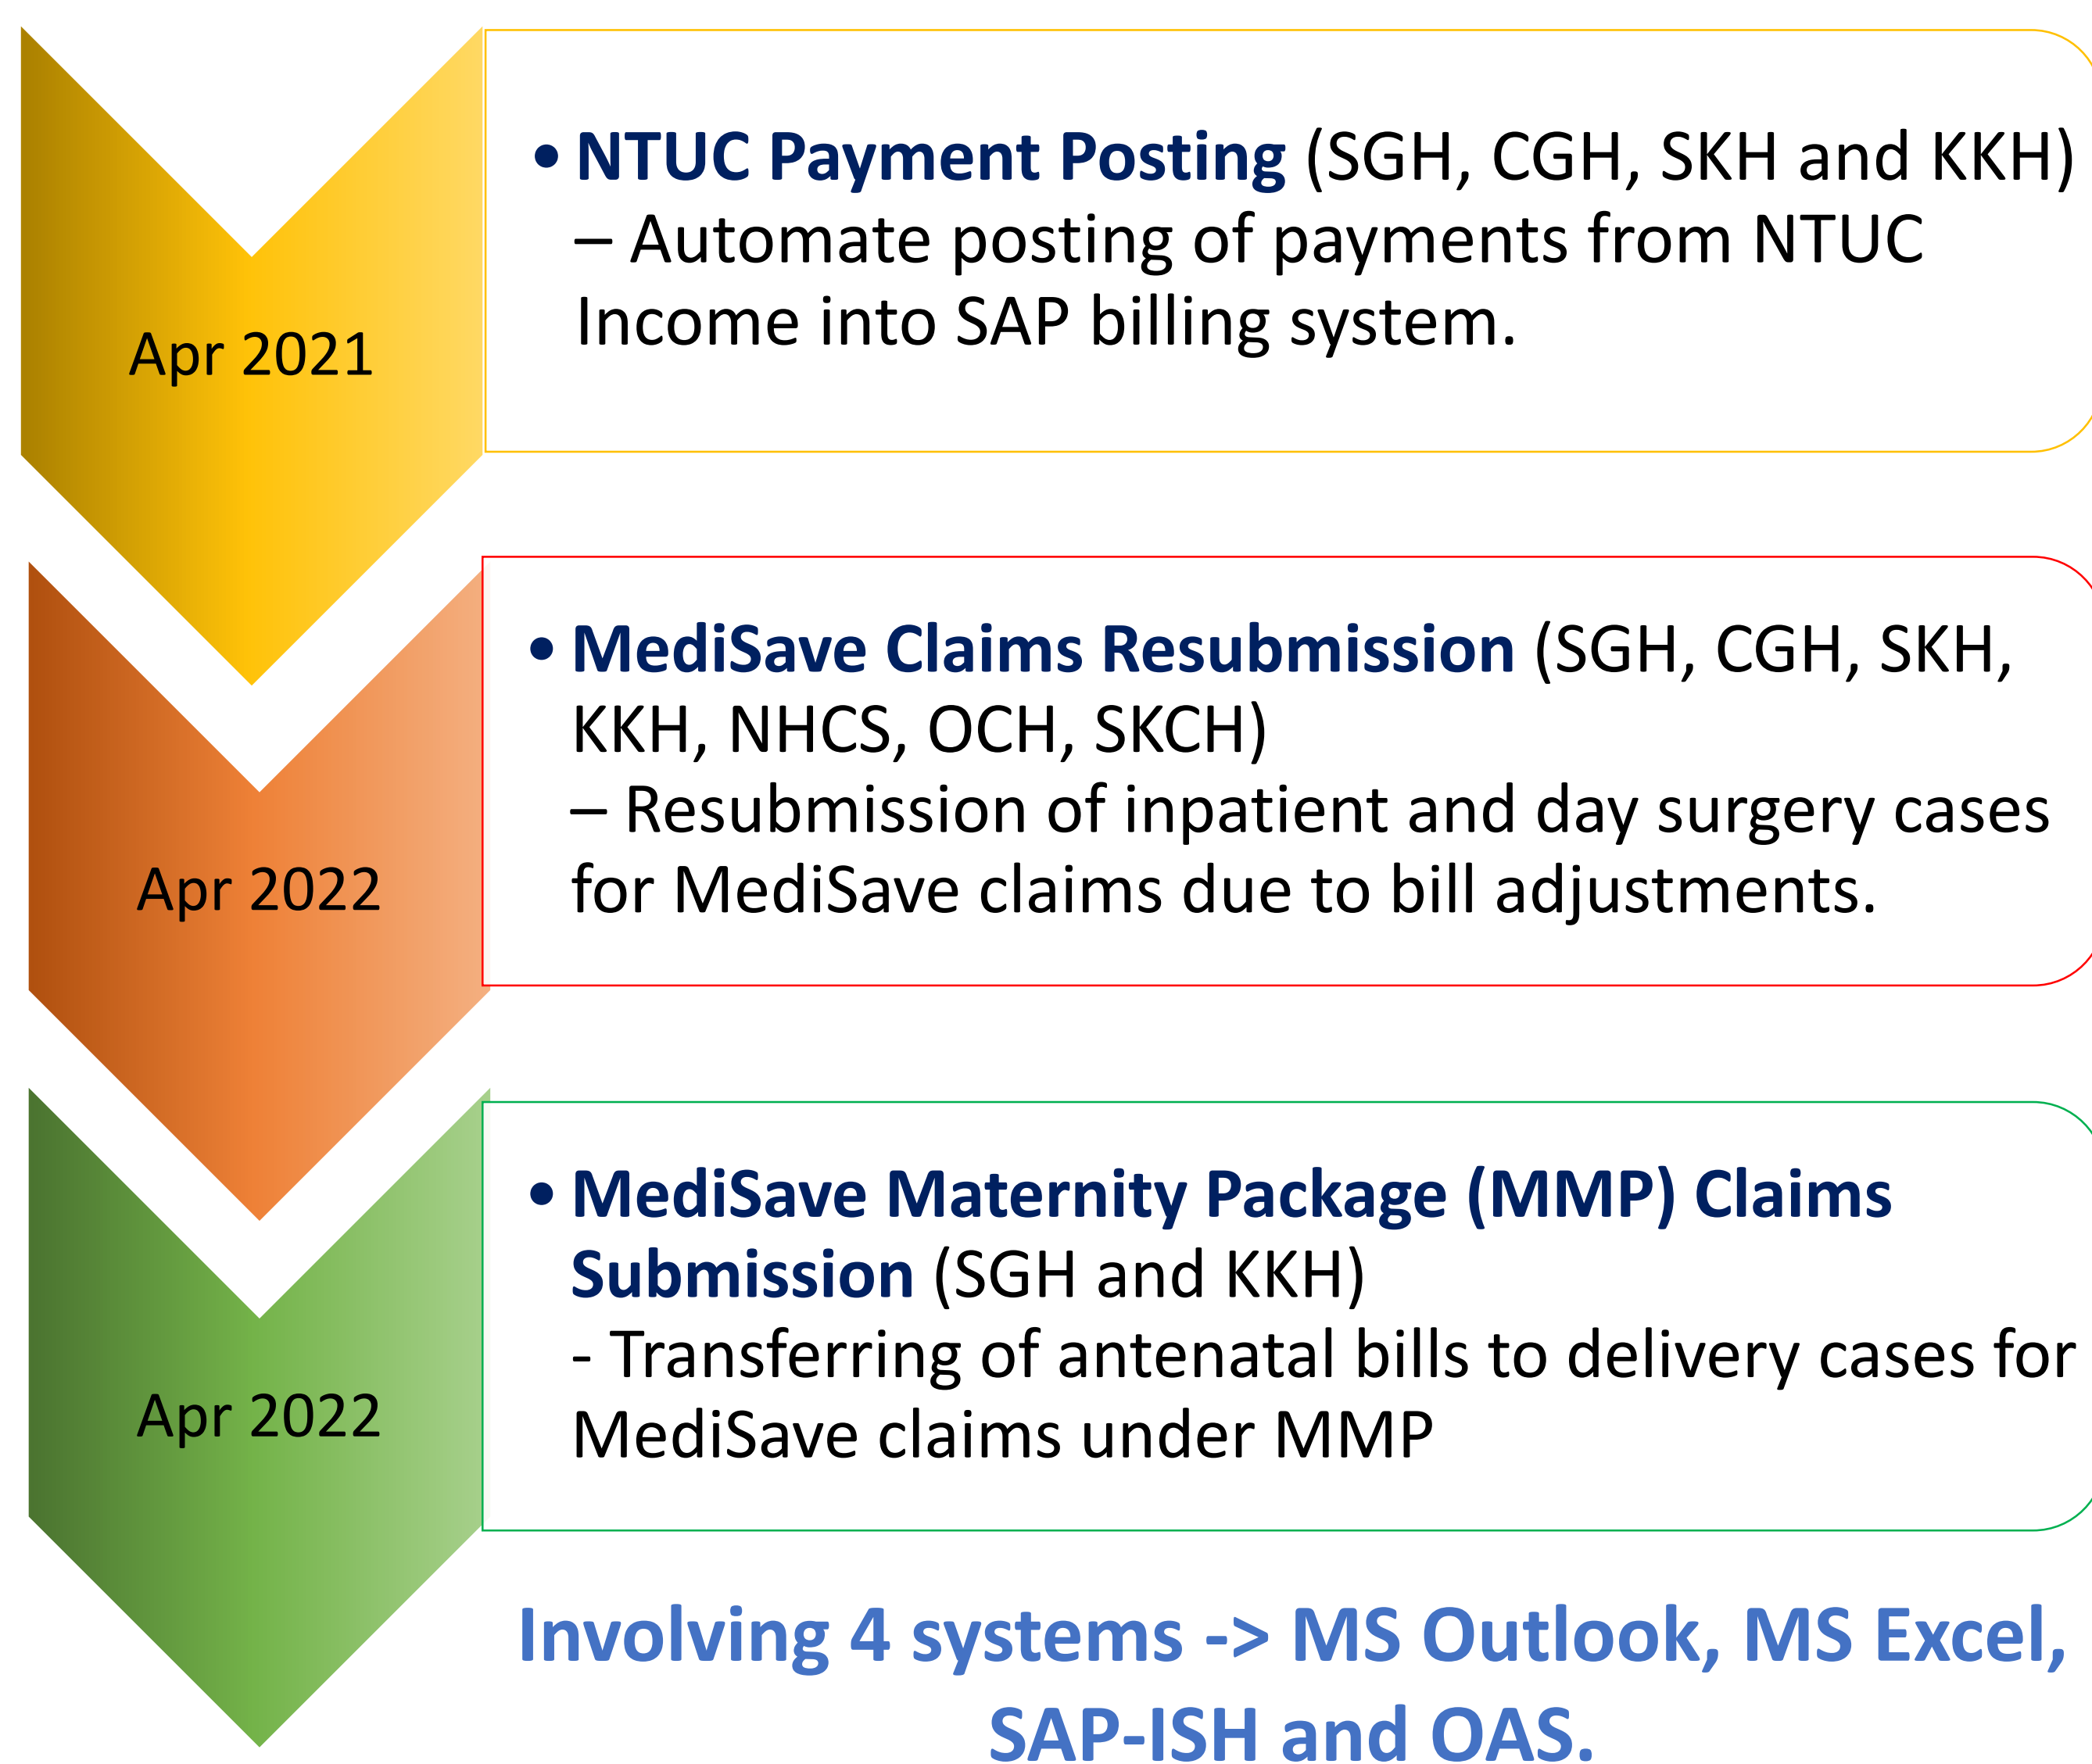 Apr 2021
• NTUC Payment Posting (SGH, CGH, SKH and KKH)
– Automate posting of payments from NTUC
Income into SAP billing system.
Apr 2022
• MediSave Claims Resubmission (SGH, CGH, SKH,
KKH, NHCS, OCH, SKCH)
– Resubmission of inpatient and day surgery cases
for MediSave claims due to bill adjustments.
Apr 2022
• MediSave Maternity Package (MMP) Claims
Submission (SGH and KKH)
- Transferring of antenatal bills to delivery cases for
MediSave claims under MMP
Involving 4 systems -> MS Outlook, MS Excel,
SAP-ISH and OAS.